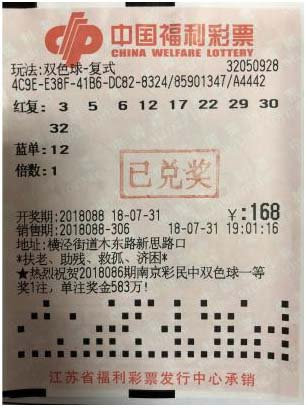 中国福利彩票
CHINA WELFARE LOTTERY
玩法:双色球-复式 32050928
4C9E-E38F-41B6-DC82-8324/85901347/A4442
红复: 3 5 6 12 17 22 29 30
32
蓝单:12
倍数:1
已兑奖
开奖期:2018088 18-07-31 ¥:168
销售期:2018088-306 18-07-31 19:01:16
地址:横泾街道木东路新思路口
*扶老、助残、救孤、济困*
★热烈祝贺2018086期南京彩民中双色球一等
奖1注,单注奖金583万!
江苏省福利彩票发行中心承销